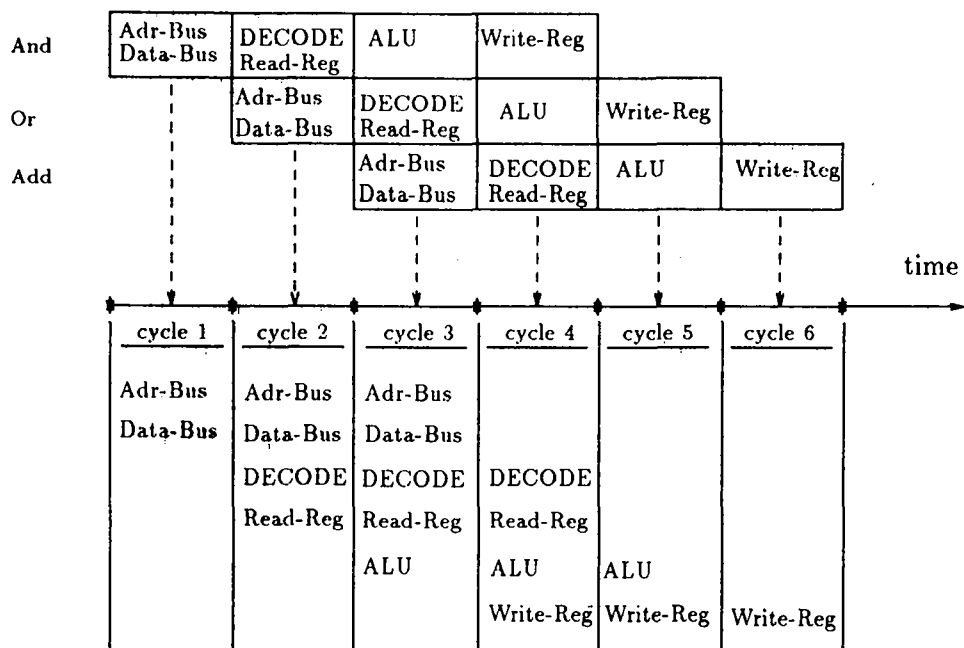 And
Adr-Bus
Data-Bus
DECODE
Read-Reg
ALU
Write-Reg
Or
Adr-Bus
Data-Bus
DECODE
Read-Reg
ALU
Write-Reg
Add
Adr-Bus
Data-Bus
DECODE
Read-Reg
ALU
Write-Reg
time
cycle 1 cycle 2 cycle 3 cycle 4 cycle 5 cycle 6
Adr-Bus Adr-Bus Adr-Bus
Data-Bus Data-Bus Data-Bus
DECODE DECODE DECODE
Read-Reg Read-Reg Read-Reg
ALU ALU ALU
Write-Reg Write-Reg Write-Reg